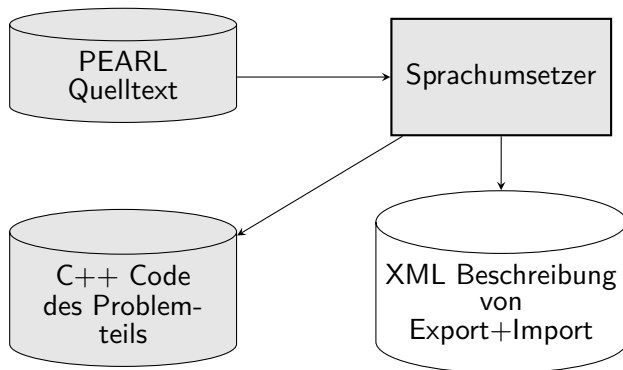 PEARL
Quelltext
Sprachumsetzer
C++ Code
des Problem-
teils
XML Beschreibung
von
Export+Import